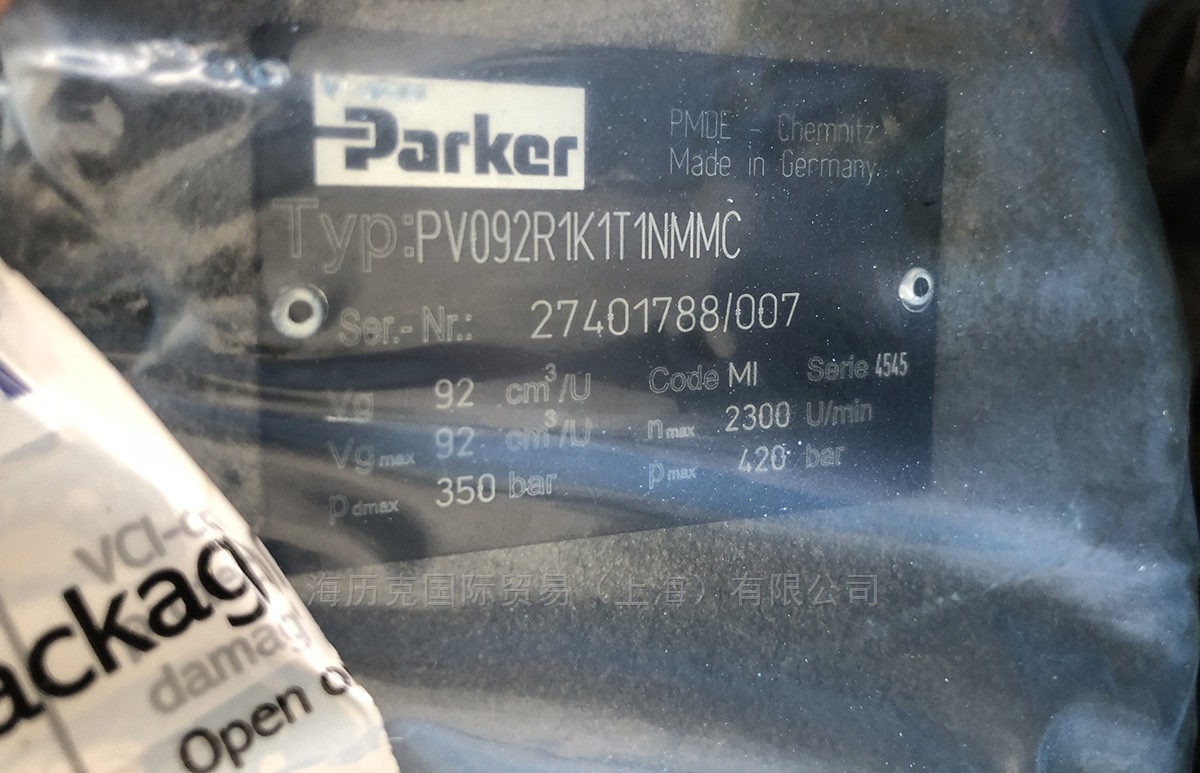 Parker
PMDE - Chemnitz
Made in Germany
Typ: PV092R1K1T1NMMC
Ser.-Nr.: 27401788/007
Vg 92 cm³/U Code MI Serie 4545
Vg max 92 cm³/U n max 2300 U/min
p dmax 350 bar p max 420 bar
海历克国际贸易（上海）有限公司
VCI-c
ackag
damag
Open